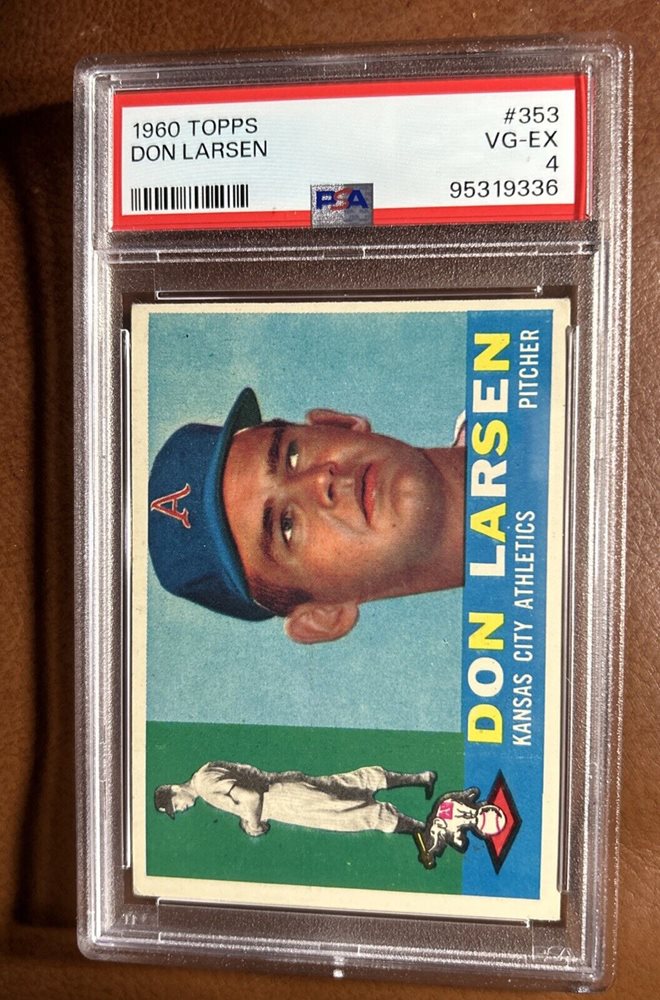 1960 TOPPS #353
DON LARSEN VG-EX
4
95319336
PSA
A
DON LARSEN
KANSAS CITY ATHLETICS PITCHER